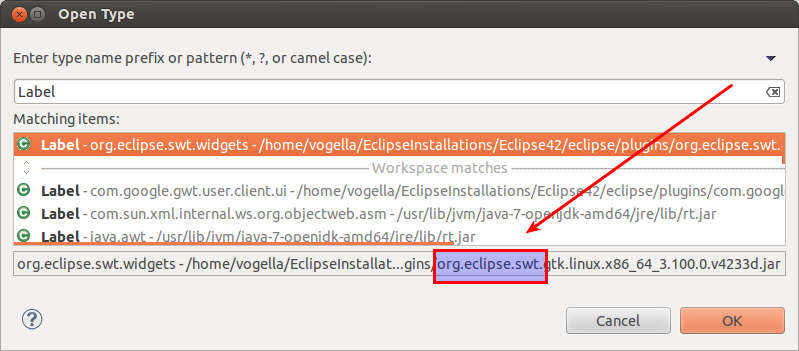 Open Type
Enter type name prefix or pattern (*, ?, or camel case):
Label
Matching items:
Label - org.eclipse.swt.widgets - /home/vogella/EclipseInstallations/Eclipse42/eclipse/plugins/org.eclipse.swt.
Workspace matches
Label - com.google.gwt.user.client.ui - /home/vogella/EclipseInstallations/Eclipse42/eclipse/plugins/com.google
Label - com.sun.xml.internal.ws.org.objectweb.asm - /usr/lib/jvm/java-7-openjdk-amd64/jre/lib/rt.jar
Label - java.awt - /usr/lib/jvm/java-7-openjdk-amd64/jre/lib/rt.jar
org.eclipse.swt.widgets - /home/vogella/EclipseInstallat...gins/org.eclipse.swt.gtk.linux.x86_64_3.100.0.v4233d.jar
Cancel
OK